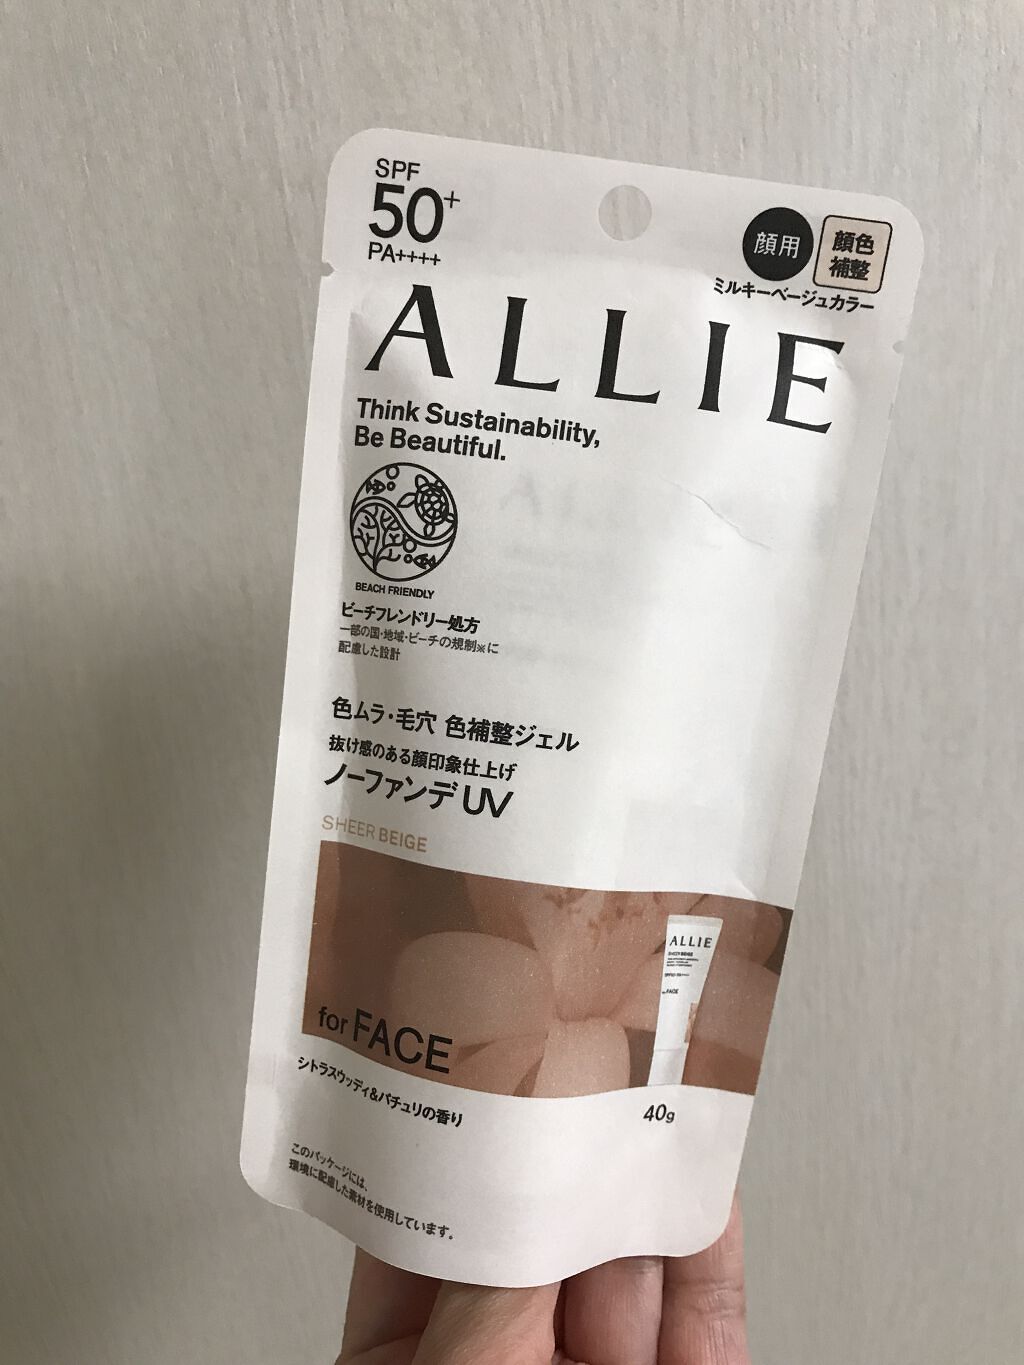 SPF
50+
PA++++
顔用
顔色
補整
ミルキーベージュカラー
ALLIE
Think Sustainability,
Be Beautiful.
BEACH FRIENDLY
ビーチフレンドリー処方
一部の国・地域・ビーチの規制※に
配慮した設計
色ムラ・毛穴 色補整ジェル
抜け感のある顔印象仕上げ
ノーファンデUV
SHEER BEIGE
ALLIE
SHEER BEIGE
for FACE
for FACE
シトラスウッディ&パチュリの香り
40g
このパッケージには、
環境に配慮した素材を使用しています。